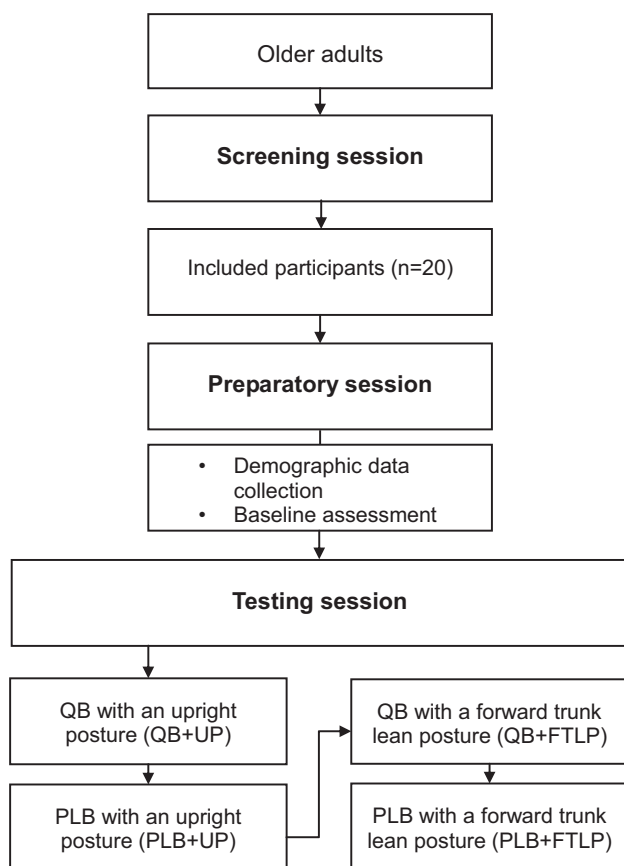 Older adults
Screening session
Included participants (n=20)
Preparatory session
• Demographic data
collection
• Baseline assessment
Testing session
QB with an upright
posture (QB+UP)
PLB with an upright
posture (PLB+UP)
QB with a forward trunk
lean posture (QB+FTLP)
PLB with a forward trunk
lean posture (PLB+FTLP)